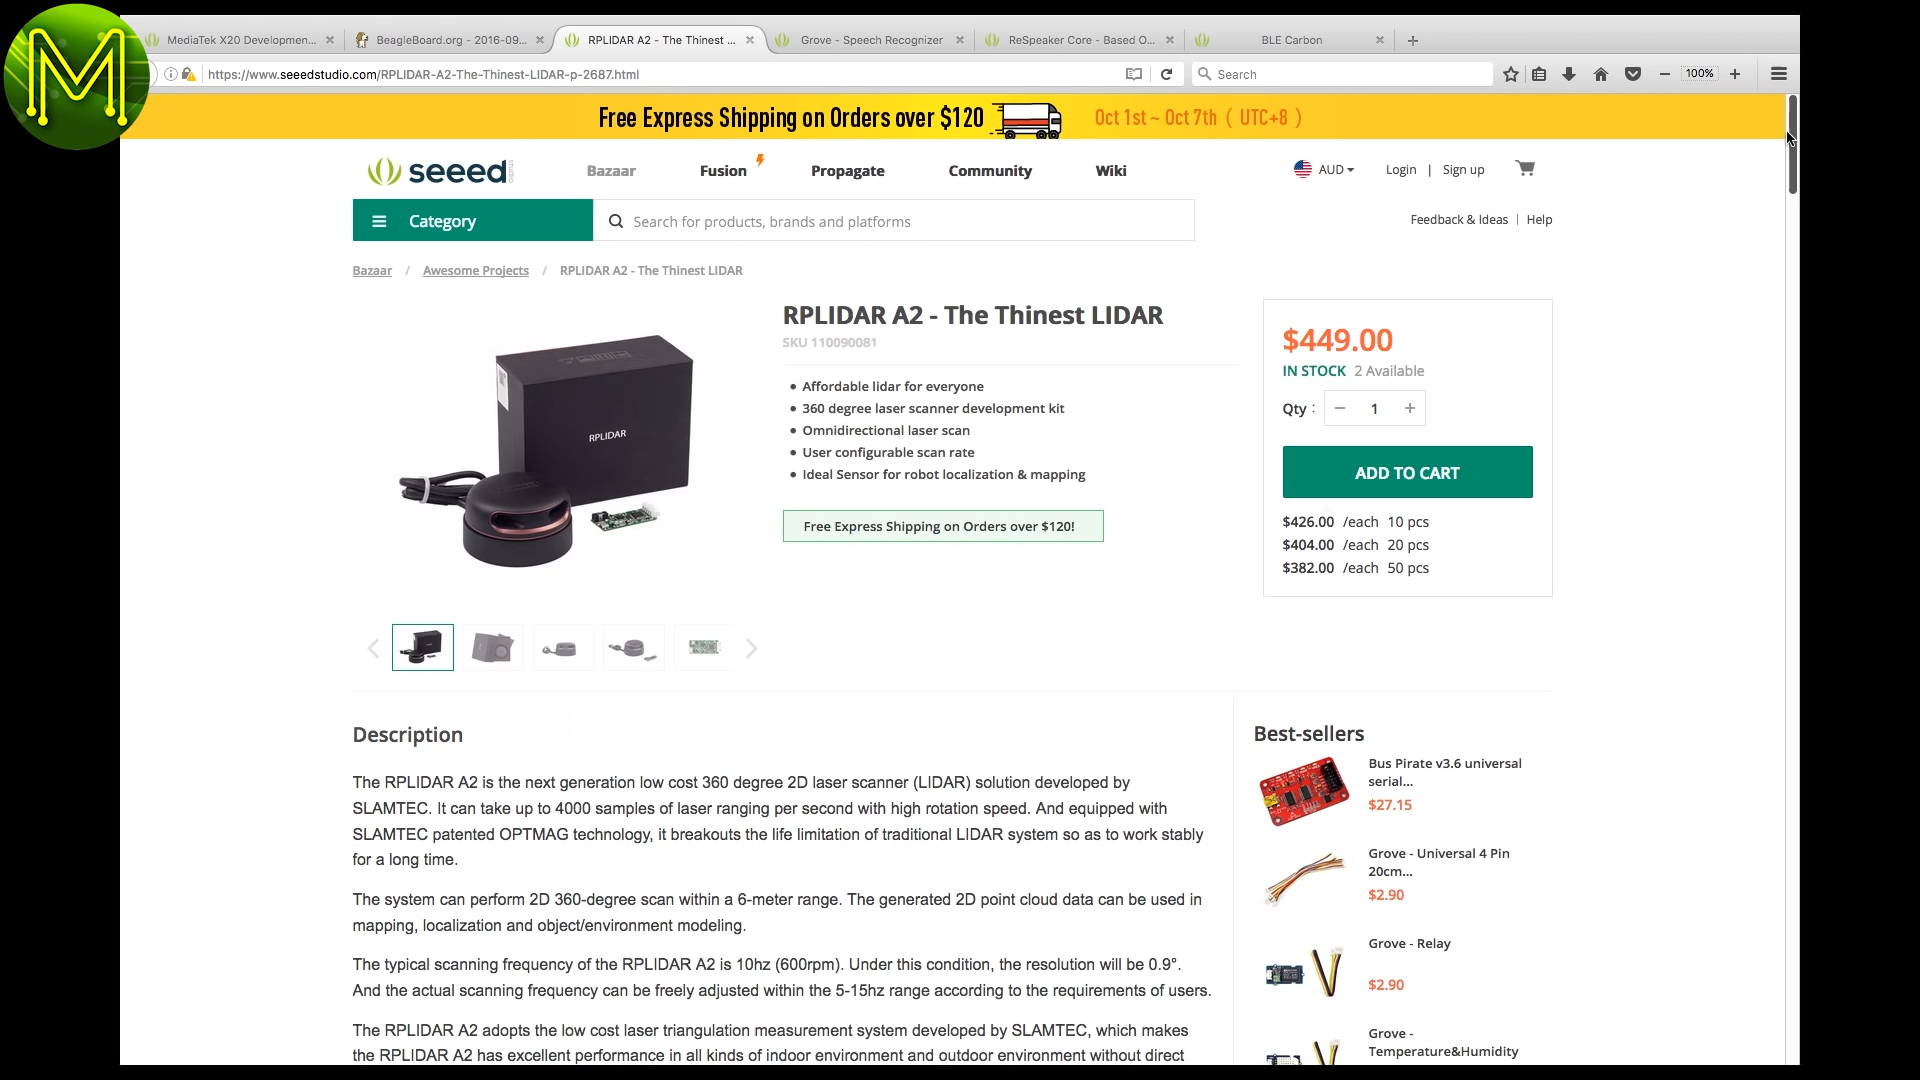 MediaTek X20 Developmen...
BeagleBoard.org - 2016-09...
RPLIDAR A2 - The Thinest ...
Grove - Speech Recognizer
ReSpeaker Core - Based O...
BLE Carbon
https://www.seeedstudio.com/RPLIDAR-A2-The-Thinest-LIDAR-p-2687.html
Search
100%
Free Express Shipping on Orders over $120
Oct 1st ~ Oct 7th ( UTC+8 )
seeed
Bazaar
Fusion
Propagate
Community
Wiki
AUD
Login | Sign up
Category
Search for products, brands and platforms
Feedback & Ideas | Help
Bazaar / Awesome Projects / RPLIDAR A2 - The Thinest LIDAR
RPLIDAR
RPLIDAR A2 - The Thinest LIDAR
SKU 110090081
• Affordable lidar for everyone
• 360 degree laser scanner development kit
• Omnidirectional laser scan
• User configurable scan rate
• Ideal Sensor for robot localization & mapping
Free Express Shipping on Orders over $120!
$449.00
IN STOCK 2 Available
Qty : − 1 +
ADD TO CART
$426.00 /each 10 pcs
$404.00 /each 20 pcs
$382.00 /each 50 pcs
Description
The RPLIDAR A2 is the next generation low cost 360 degree 2D laser scanner (LIDAR) solution developed by
SLAMTEC. It can take up to 4000 samples of laser ranging per second with high rotation speed. And equipped with
SLAMTEC patented OPTMAG technology, it breakouts the life limitation of traditional LIDAR system so as to work stably
for a long time.
The system can perform 2D 360-degree scan within a 6-meter range. The generated 2D point cloud data can be used in
mapping, localization and object/environment modeling.
The typical scanning frequency of the RPLIDAR A2 is 10hz (600rpm). Under this condition, the resolution will be 0.9°.
And the actual scanning frequency can be freely adjusted within the 5-15hz range according to the requirements of users.
The RPLIDAR A2 adopts the low cost laser triangulation measurement system developed by SLAMTEC, which makes
the RPLIDAR A2 has excellent performance in all kinds of indoor environment and outdoor environment without direct
Best-sellers
Bus Pirate v3.6 universal
serial...
$27.15
Grove - Universal 4 Pin
20cm...
$2.90
Grove - Relay
$2.90
Grove -
Temperature&Humidity